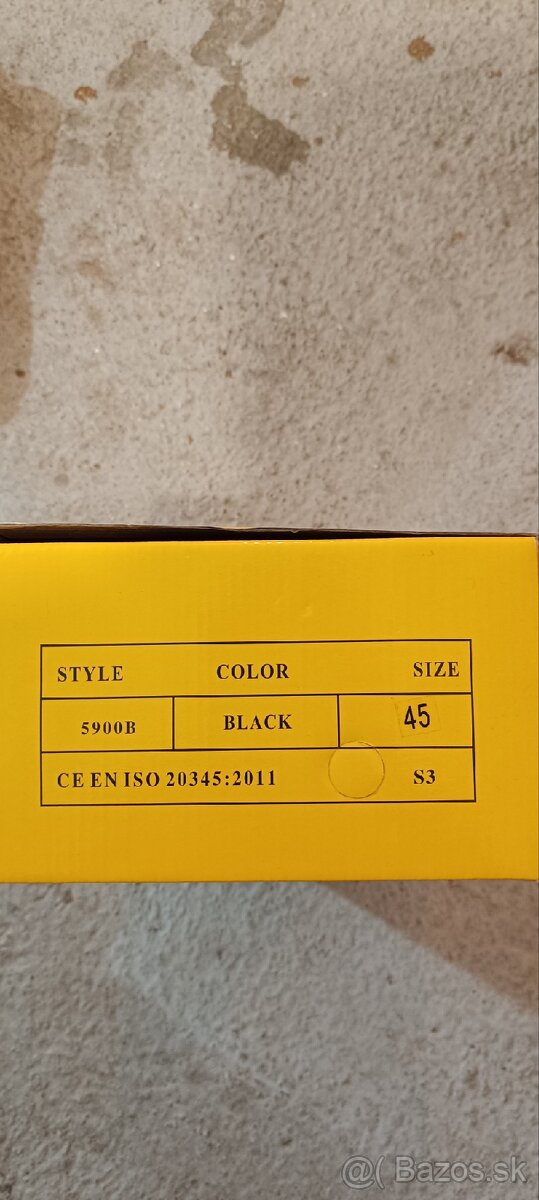 STYLE COLOR SIZE
5900B BLACK 45
CE EN ISO 20345:2011 S3
@( Bazos.sk